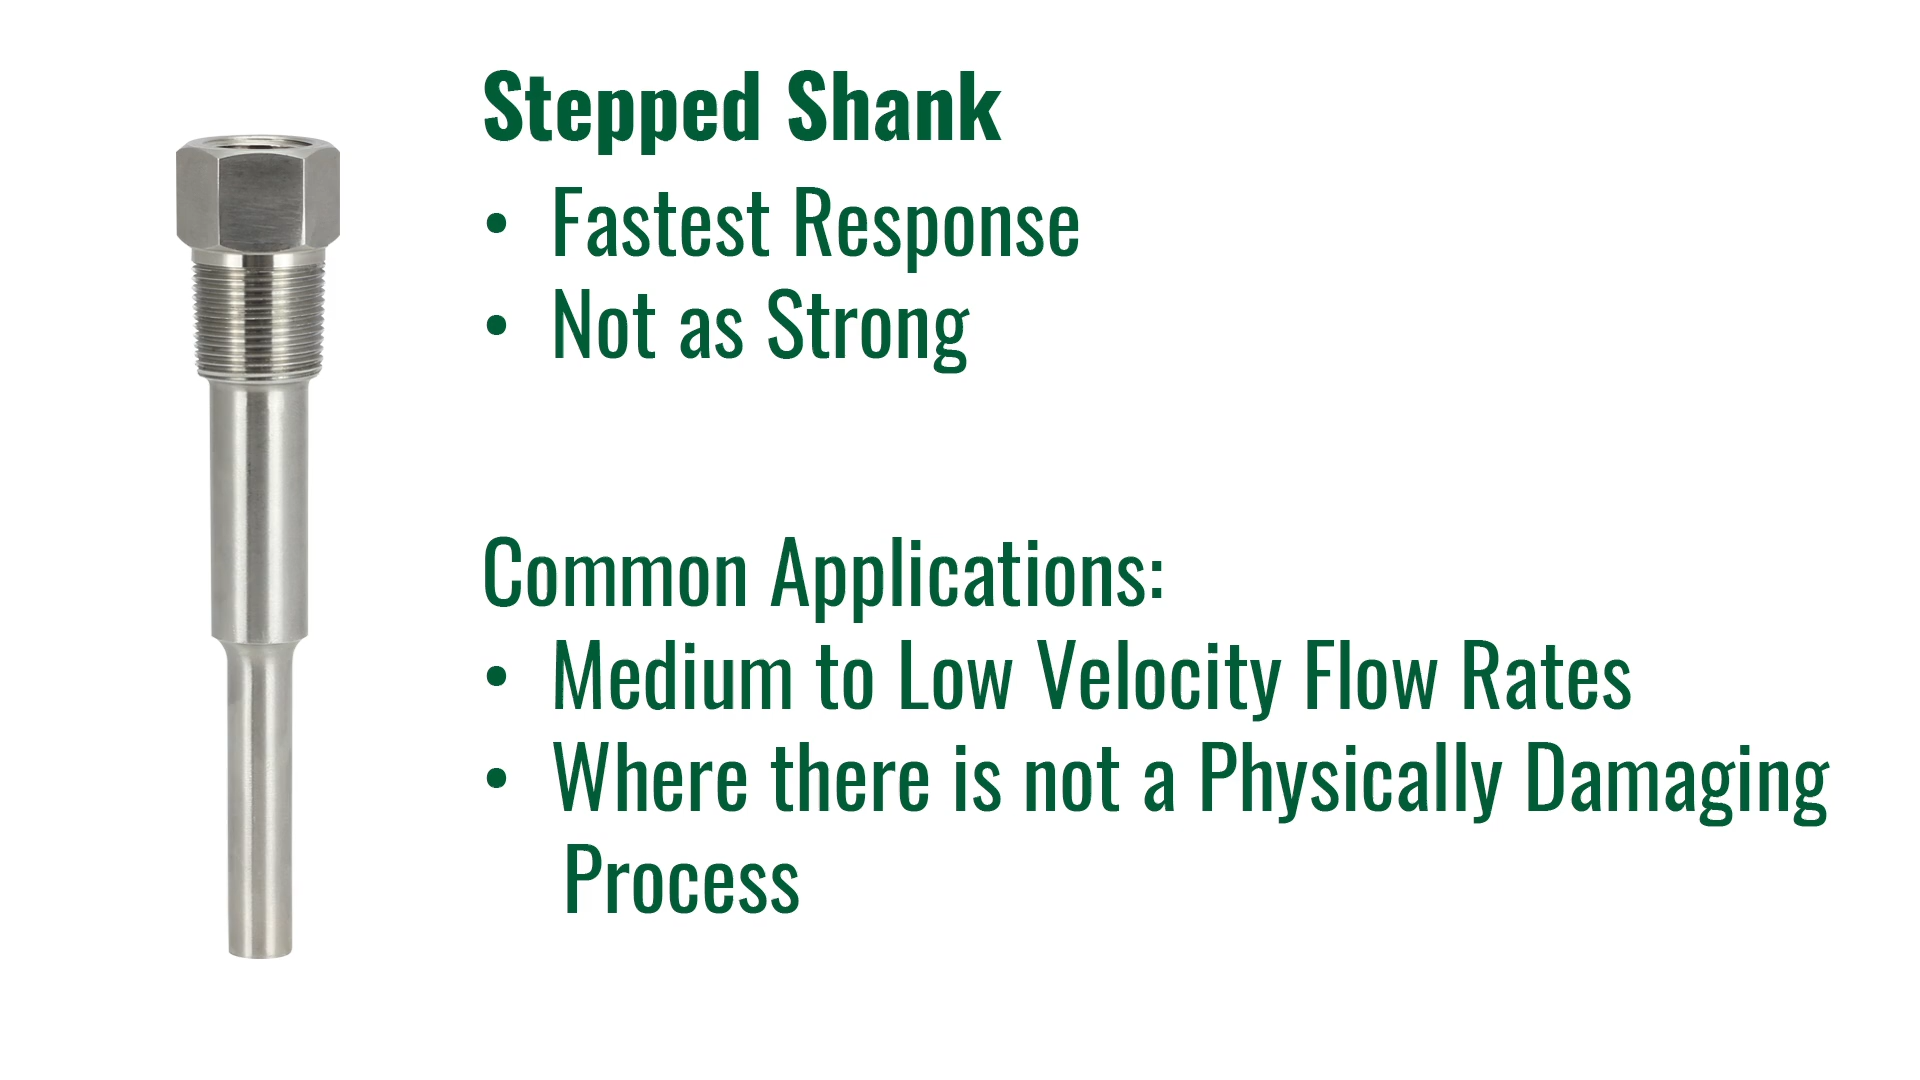 Stepped Shank
• Fastest Response
• Not as Strong
Common Applications:
• Medium to Low Velocity Flow Rates
• Where there is not a Physically Damaging
Process